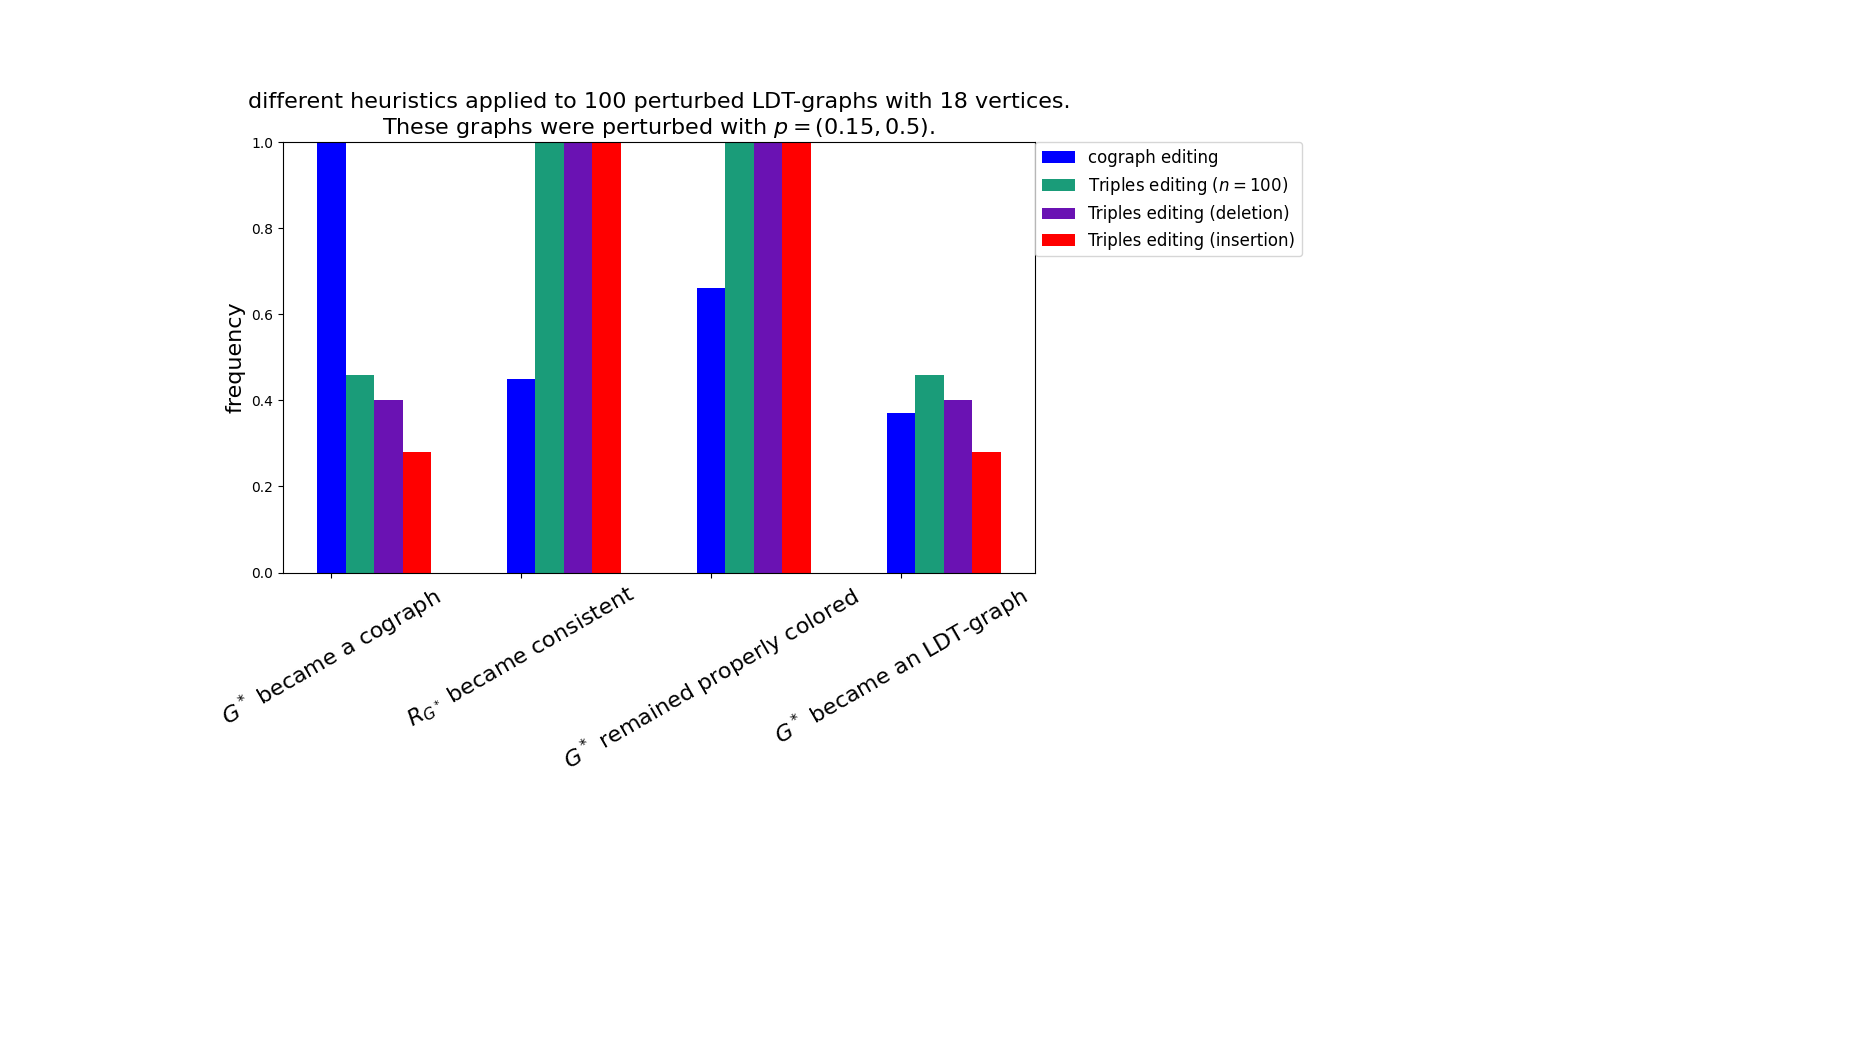 different heuristics applied to 100 perturbed LDT-graphs with 18 vertices.
These graphs were perturbed with p = (0.15, 0.5).
1.0
0.8
0.6
0.4
0.2
0.0
frequency
cograph editing
Triples editing (n = 100)
Triples editing (deletion)
Triples editing (insertion)
G* became a cograph
R_{G*} became consistent
G* remained properly colored
G* became an LDT-graph